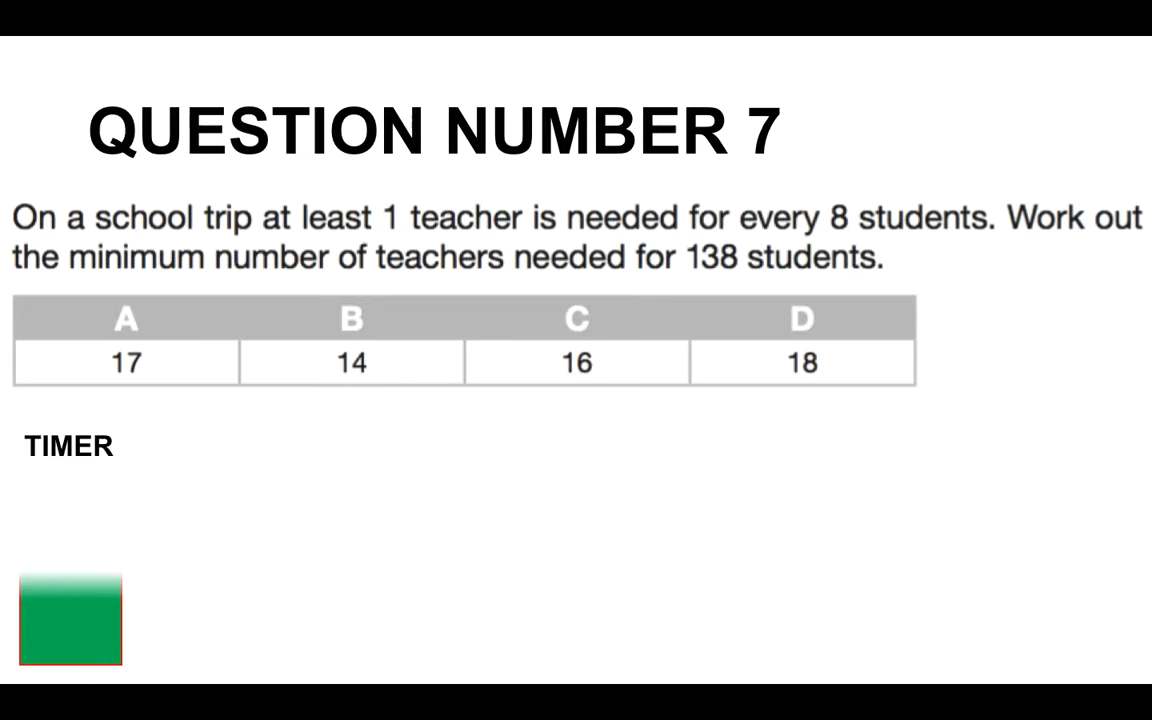 QUESTION NUMBER 7
On a school trip at least 1 teacher is needed for every 8 students. Work out
the minimum number of teachers needed for 138 students.
A B C D
17 14 16 18
TIMER